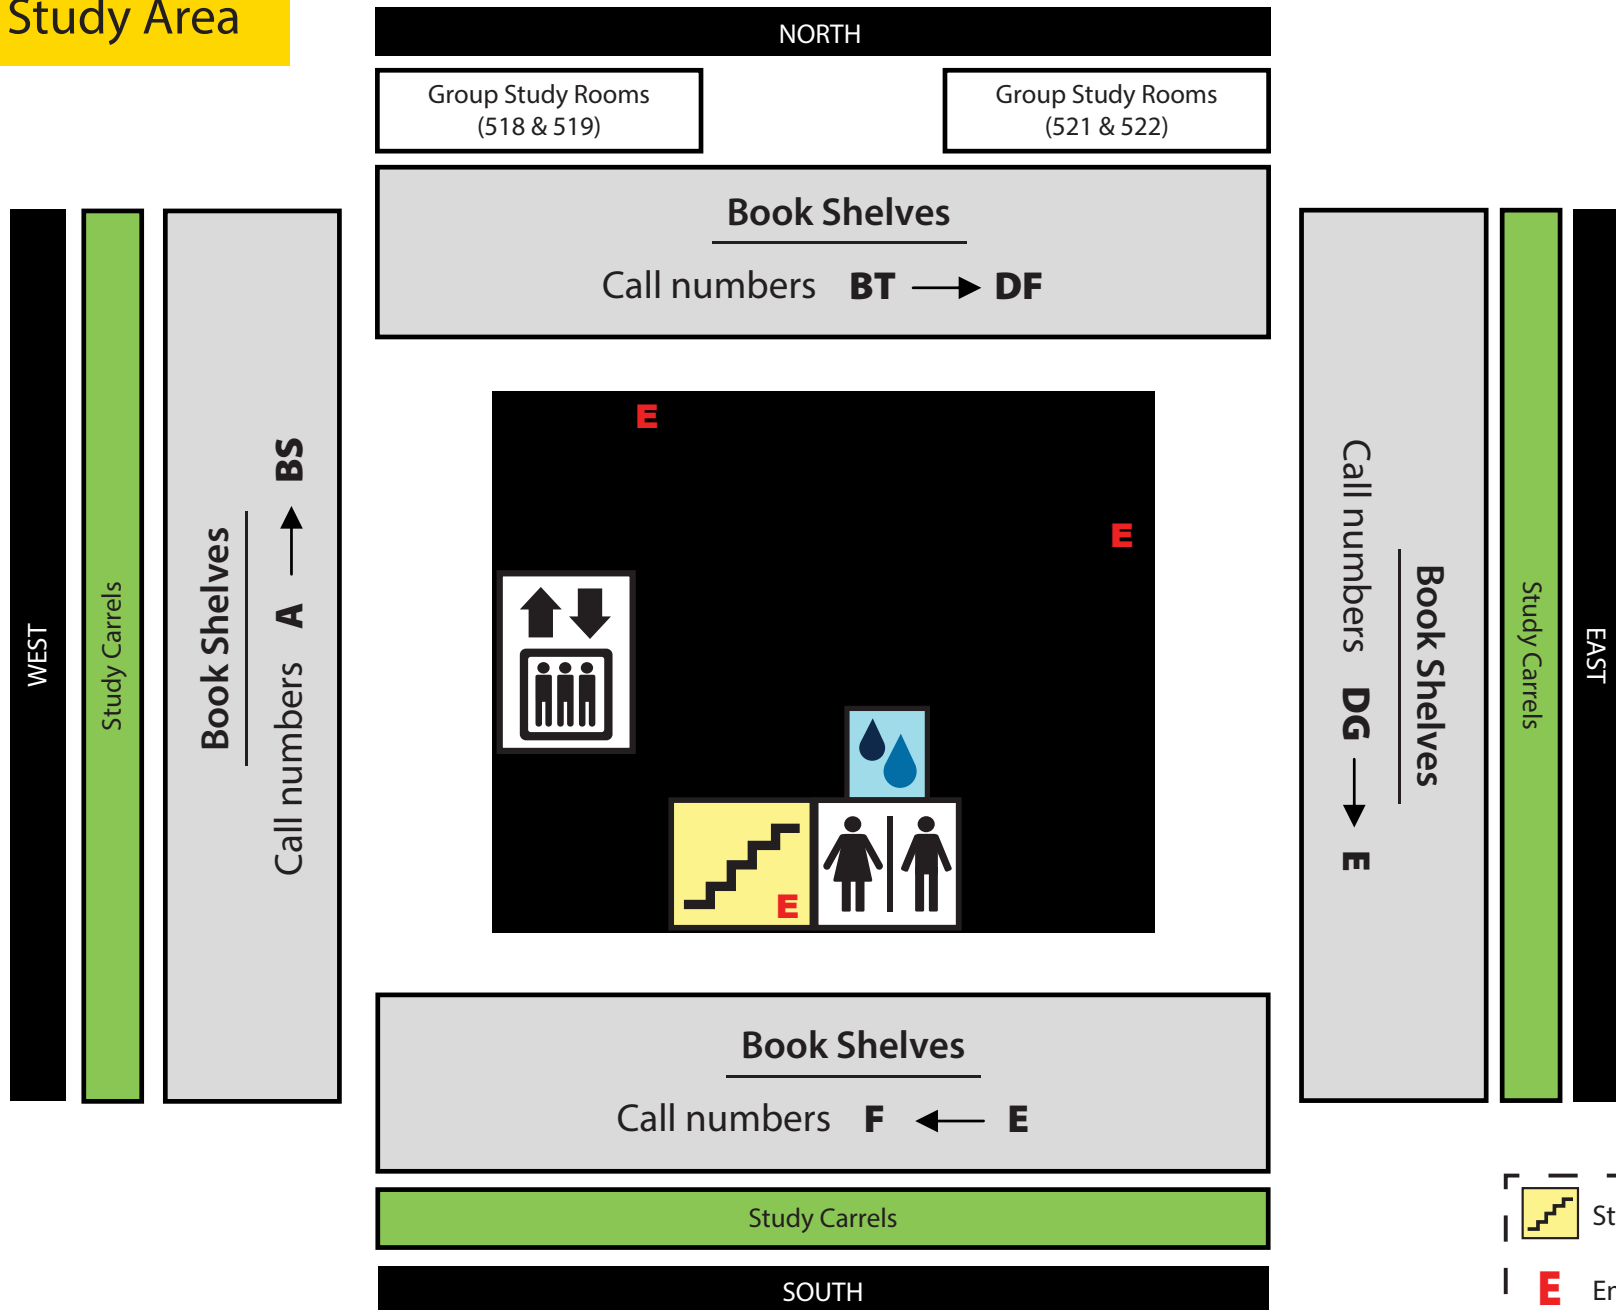 Study Area
NORTH
Group Study Rooms
(518 & 519)
Group Study Rooms
(521 & 522)
Book Shelves
Call numbers BT → DF
WEST
Study Carrels
Book Shelves
Call numbers A → BS
E
E
E
Book Shelves
Call numbers DG → E
Study Carrels
EAST
Book Shelves
Call numbers F ← E
Study Carrels
SOUTH
E